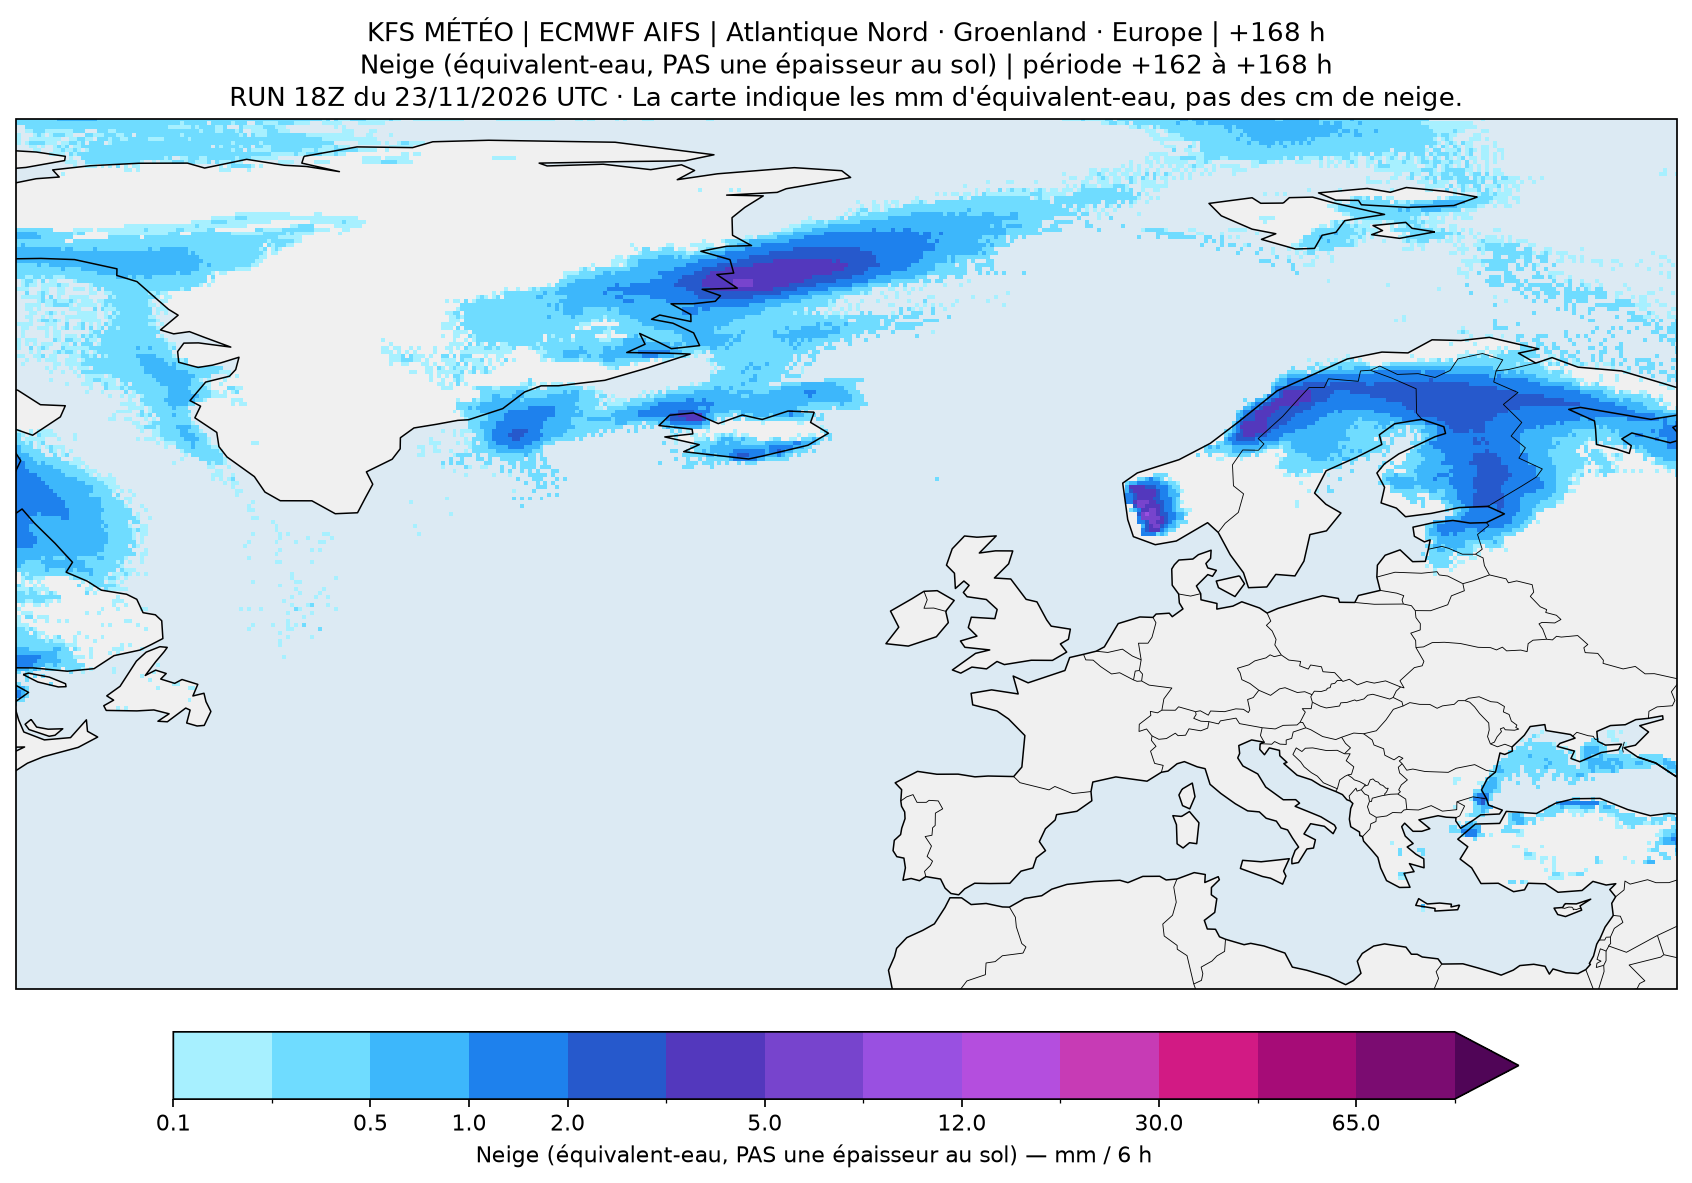 KFS MÉTÉO | ECMWF AIFS | Atlantique Nord · Groenland · Europe | +168 h
Neige (équivalent-eau, PAS une épaisseur au sol) | période +162 à +168 h
RUN 18Z du 23/11/2026 UTC · La carte indique les mm d'équivalent-eau, pas des cm de neige.
0.1 0.5 1.0 2.0 5.0 12.0 30.0 65.0
Neige (équivalent-eau, PAS une épaisseur au sol) — mm / 6 h